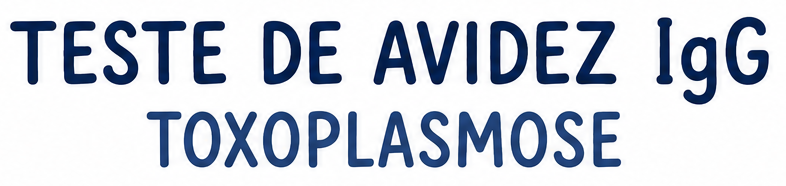 TESTE DE AVIDEZ IgG
TOXOPLASMOSE